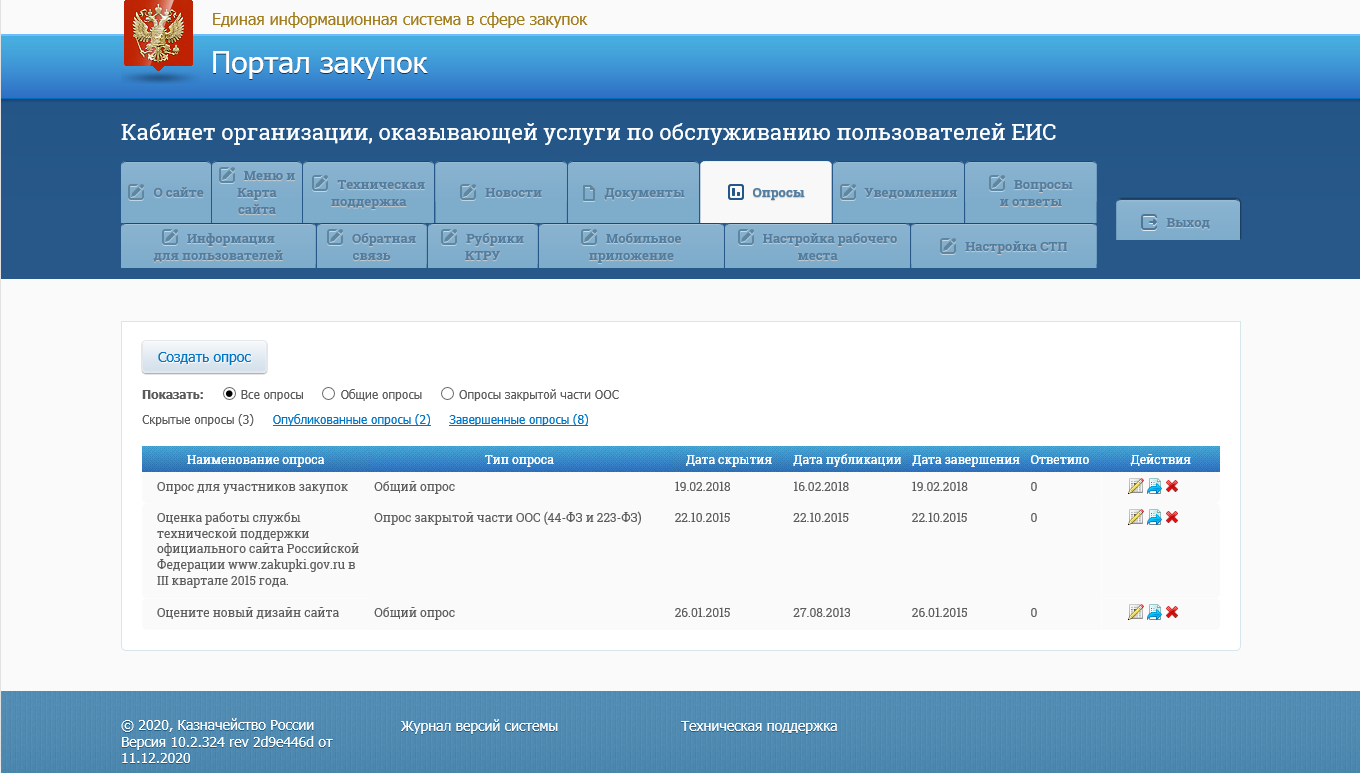 Единая информационная система в сфере закупок
Портал закупок
Кабинет организации, оказывающей услуги по обслуживанию пользователей ЕИС
О сайте
Меню и
Карта
сайта
Техническая
поддержка
Новости
Документы
Опросы
Уведомления
Вопросы
и ответы
Выход
Информация
для пользователей
Обратная
связь
Рубрики
КТРУ
Мобильное
приложение
Настройка рабочего
места
Настройка СТП
Создать опрос
Показать: Все опросы Общие опросы Опросы закрытой части ООС
Скрытые опросы (3) Опубликованные опросы (2) Завершенные опросы (8)
Наименование опроса Тип опроса Дата скрытия Дата публикации Дата завершения Ответило Действия
Опрос для участников закупок Общий опрос 19.02.2018 16.02.2018 19.02.2018 0
Оценка работы службы Опрос закрытой части ООС (44-ФЗ и 223-ФЗ) 22.10.2015 22.10.2015 22.10.2015 0
технической поддержки
официального сайта Российской
Федерации www.zakupki.gov.ru в
III квартале 2015 года.
Оцените новый дизайн сайта Общий опрос 26.01.2015 27.08.2013 26.01.2015 0
© 2020, Казначейство России
Версия 10.2.324 rev 2d9e446d от
11.12.2020
Журнал версий системы
Техническая поддержка